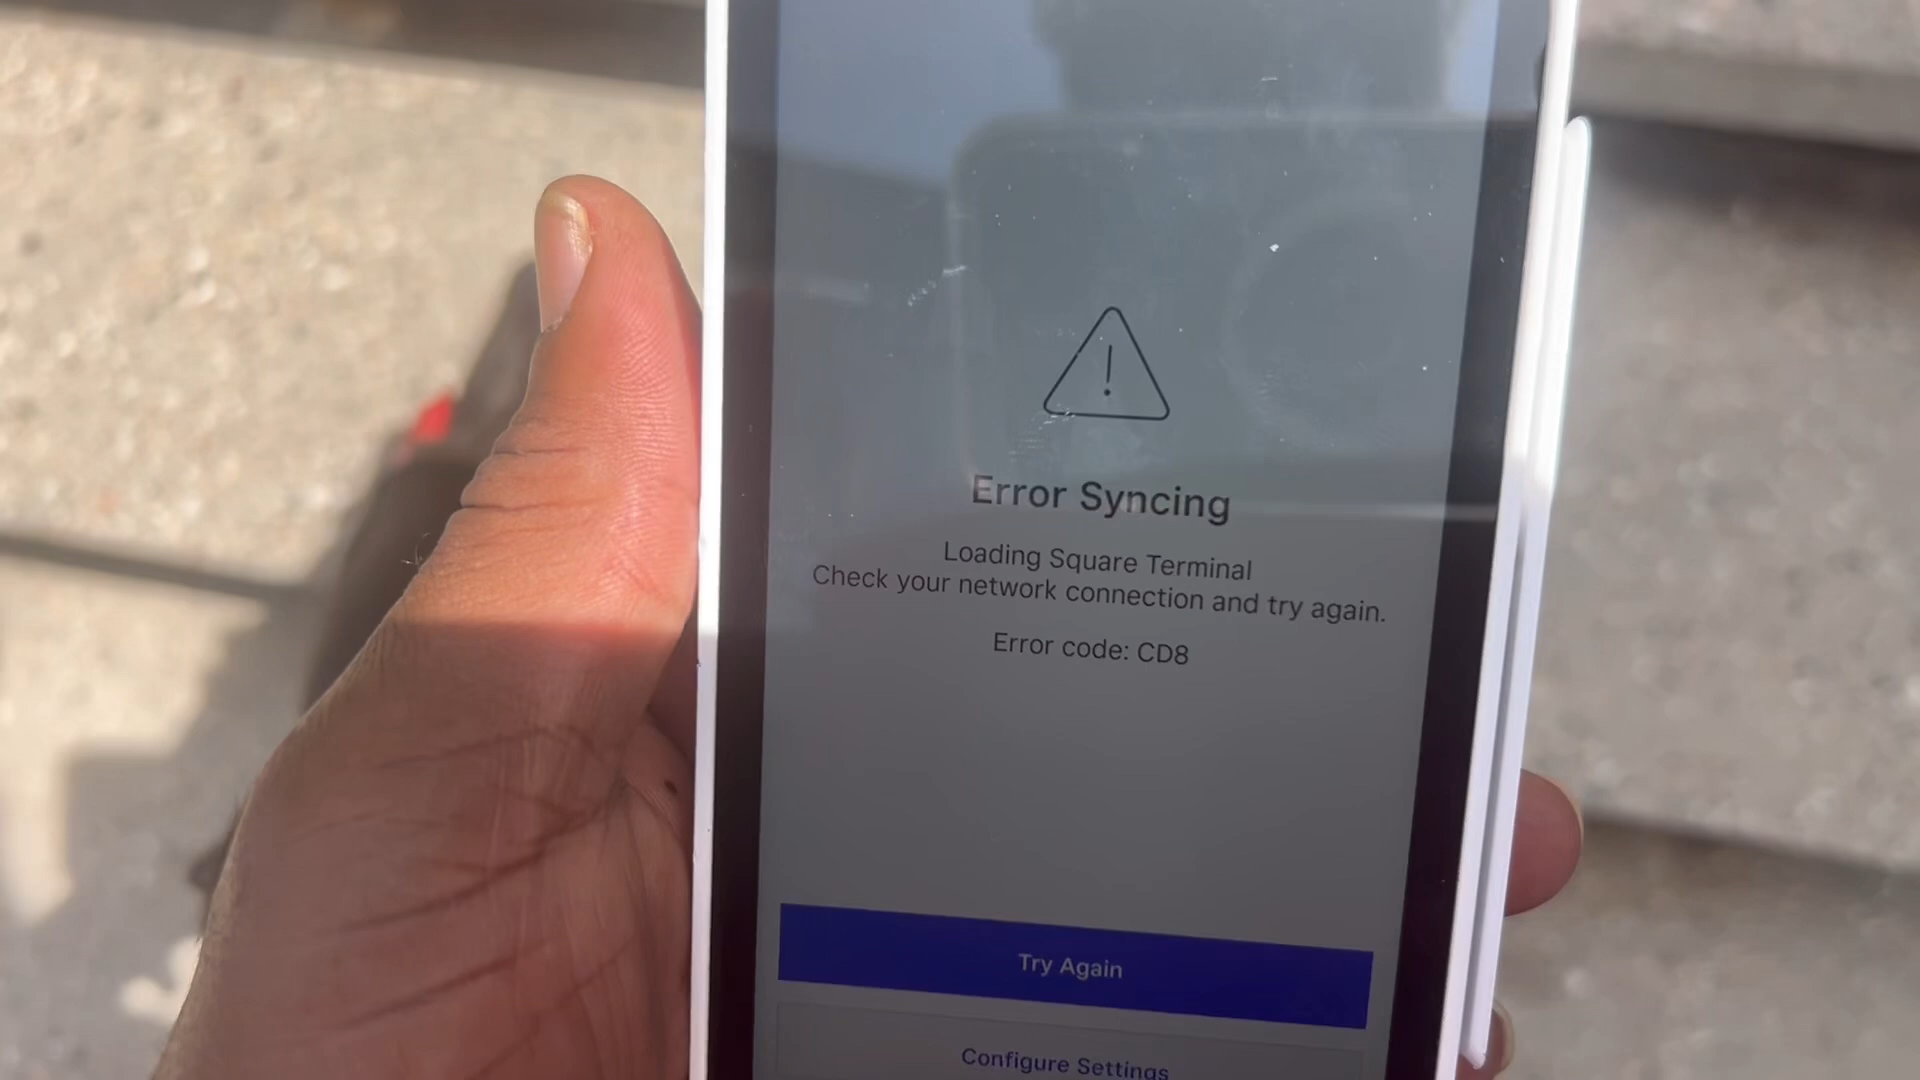 Error Syncing
Loading Square Terminal
Check your network connection and try again.
Error code: CD8
Try Again
Configure Settings